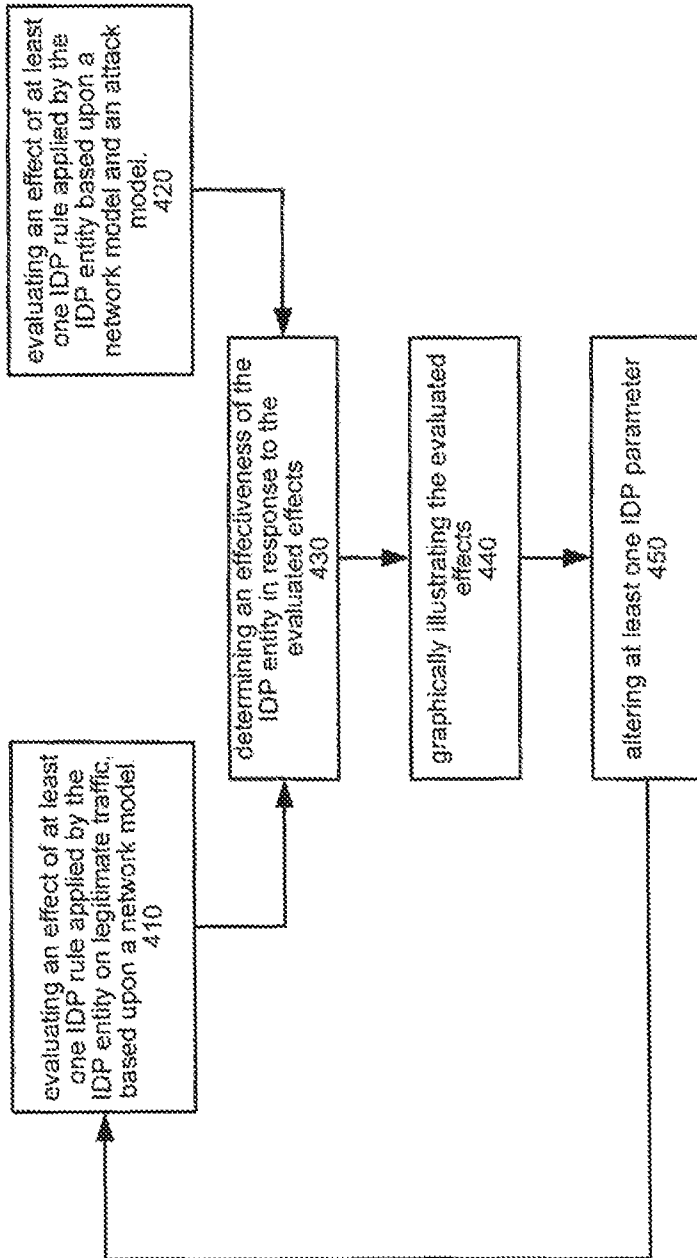 evaluating an effect of at least
one IDP rule applied by the
IDP entity on legitimate traffic,
based upon a network model
410
evaluating an effect of at least
one IDP rule applied by the
IDP entity based upon a
network model and an attack
model.
420
determining an effectiveness of the
IDP entity in response to the
evaluated effects
430
graphically illustrating the evaluated
effects
440
altering at least one IDP parameter
450